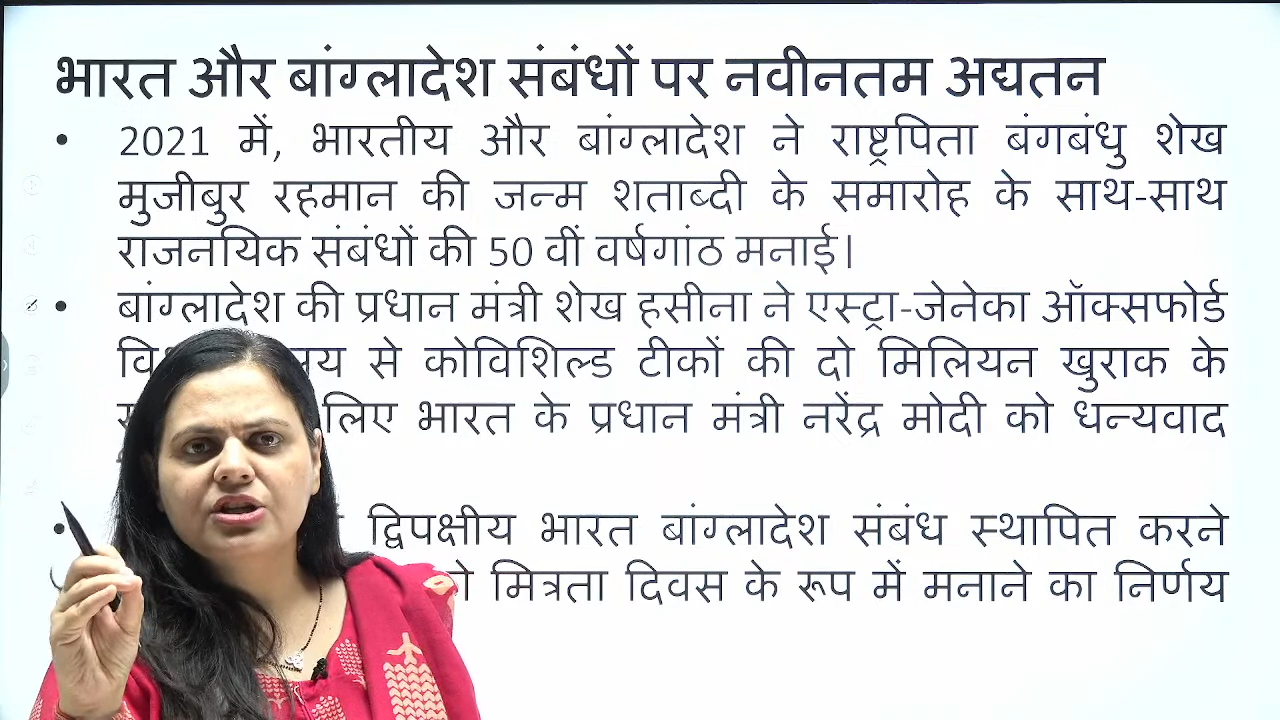 भारत और बांग्लादेश संबंधों पर नवीनतम अद्यतन
• 2021 में, भारतीय और बांग्लादेश ने राष्ट्रपिता बंगबंधु शेख
मुजीबुर रहमान की जन्म शताब्दी के समारोह के साथ-साथ
राजनयिक संबंधों की 50 वीं वर्षगांठ मनाई|
• बांग्लादेश की प्रधान मंत्री शेख हसीना ने एस्ट्रा-जेनेका ऑक्सफोर्ड
से कोविशिल्ड टीकों की दो मिलियन खुराक के
लिए भारत के प्रधान मंत्री नरेंद्र मोदी को धन्यवाद
• द्विपक्षीय भारत बांग्लादेश संबंध स्थापित करने
मित्रता दिवस के रूप में मनाने का निर्णय